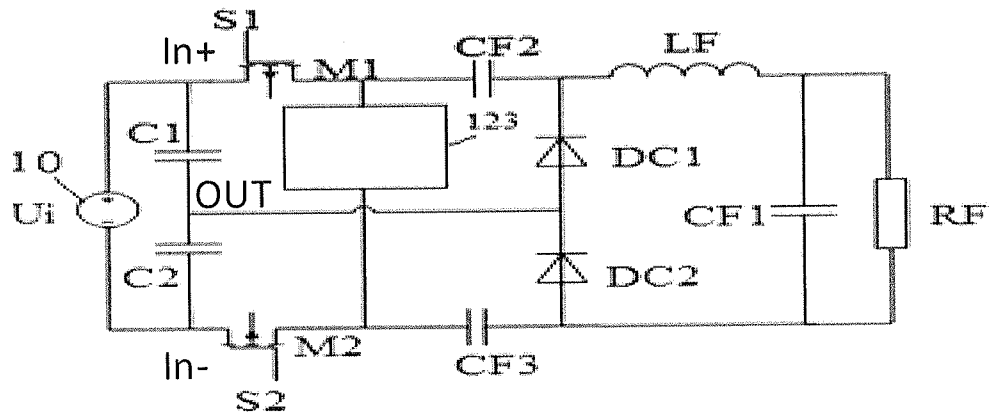 S1
In+
M1
CF2
LF
C1
123
10
DC1
OUT
Ui
CF1
RF
C2
DC2
M2
In-
CF3
S2